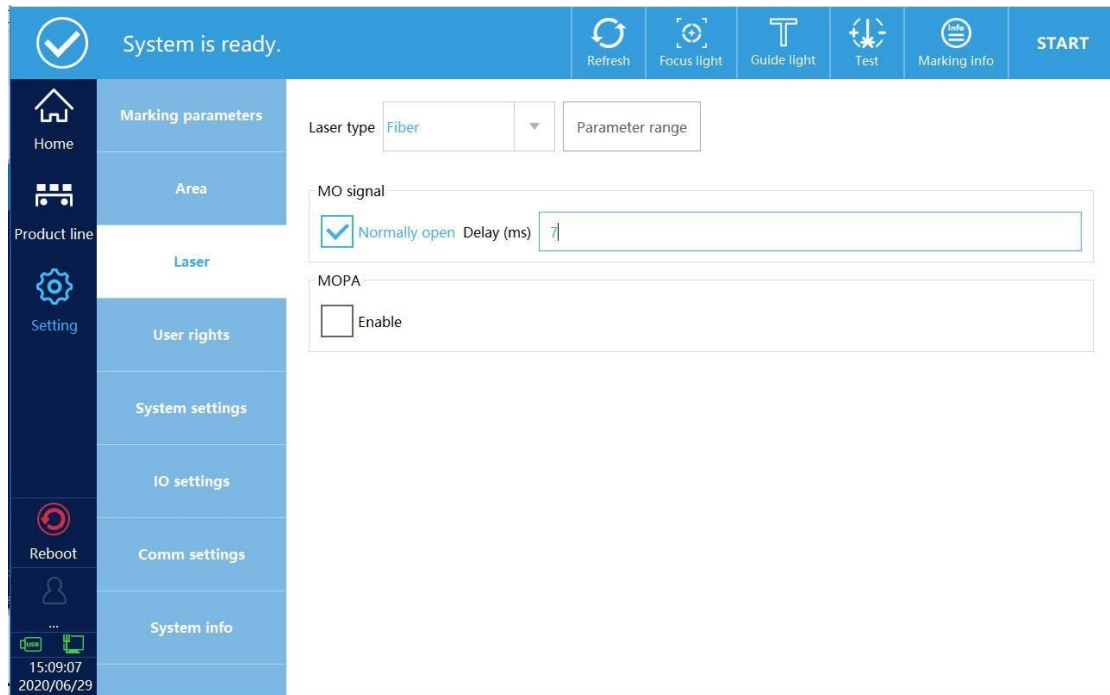 System is ready.
Refresh
Focus light
Guide light
Test
Info
Marking info
START
Home
Product line
Setting
Reboot
...
USB
15:09:07
2020/06/29
Marking parameters
Area
Laser
User rights
System settings
IO settings
Comm settings
System info
Laser type Fiber Parameter range
MO signal
Normally open Delay (ms) 7
MOPA
Enable